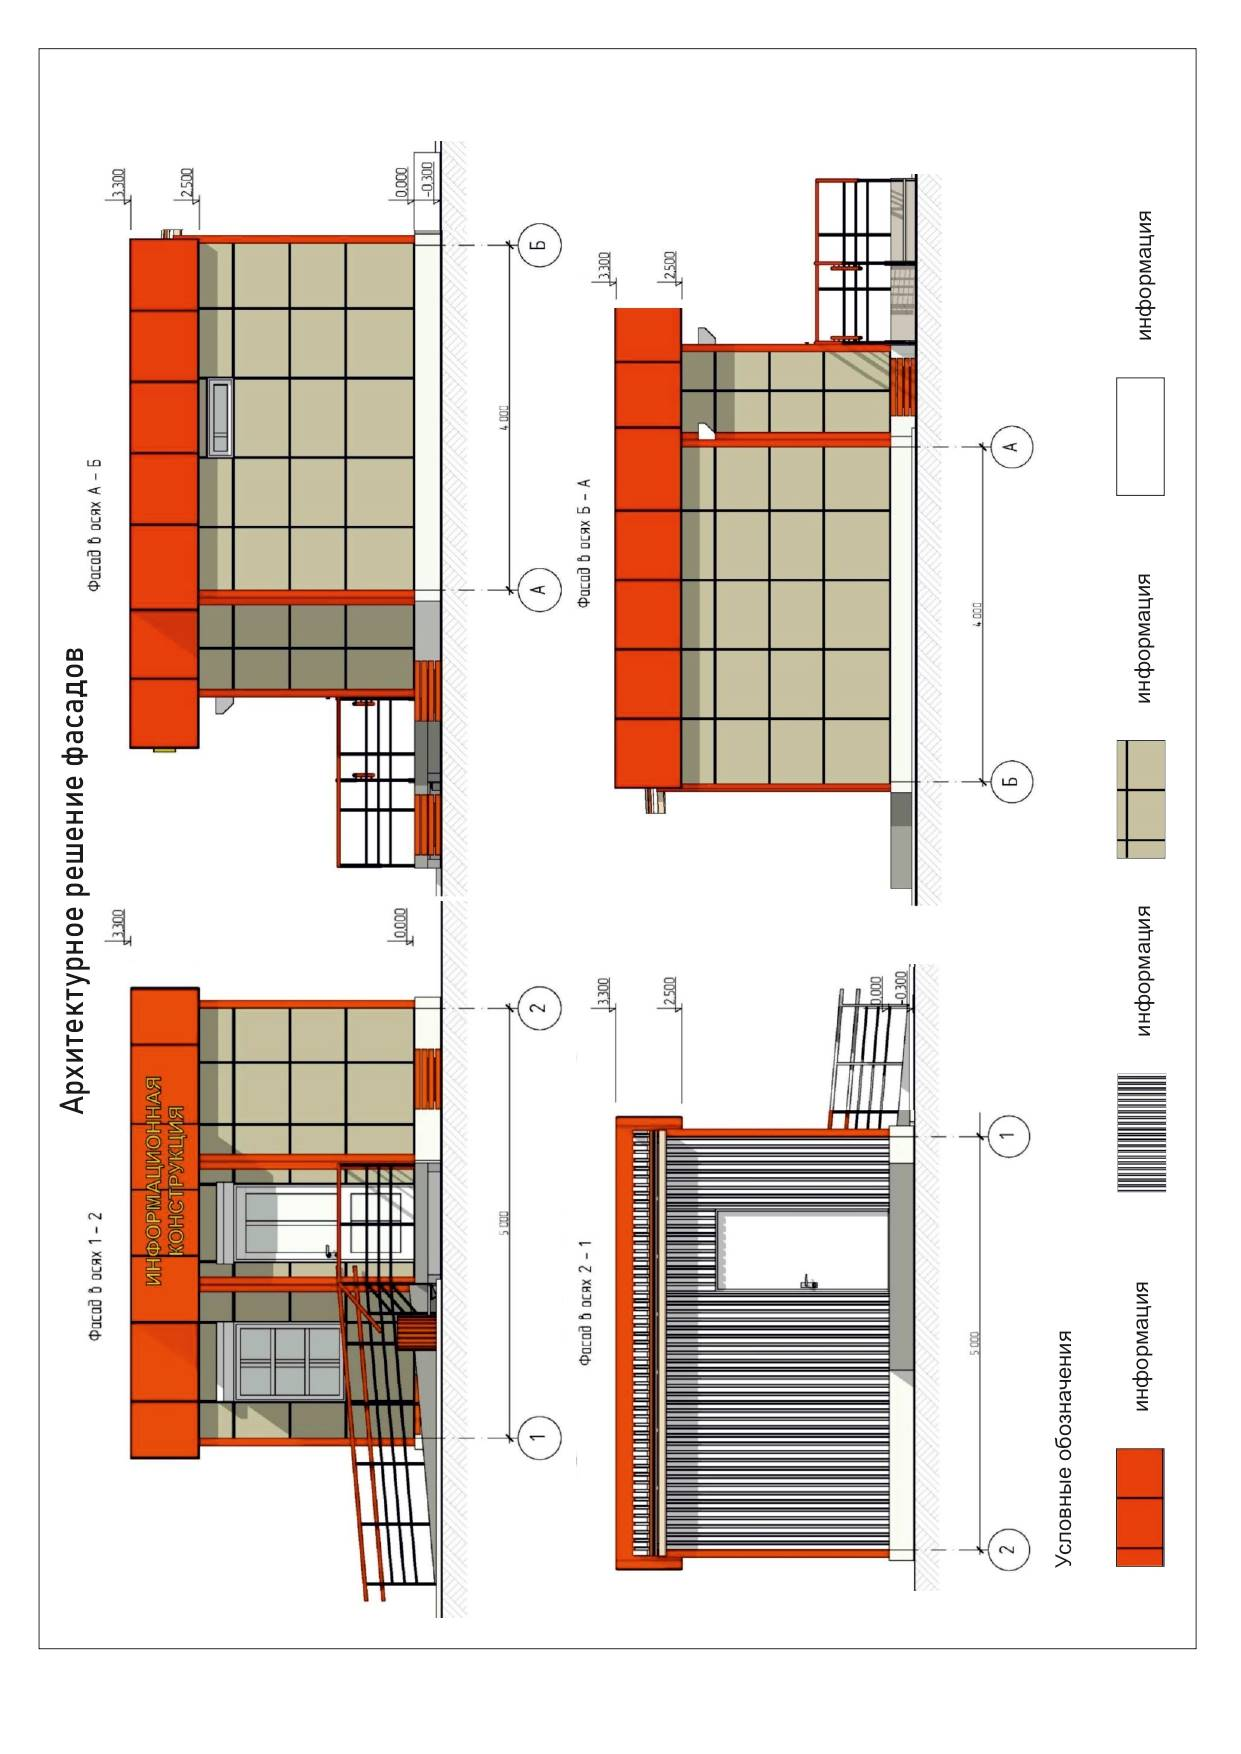 Архитектурное решение фасадов
Фасад в осях 1 – 2
3.300
0.000
ИНФОРМАЦИОННАЯ
КОНСТРУКЦИЯ
5 000
1
2
Фасад в осях А – Б
3.300
2.500
0.000
-0.300
4 000
А
Б
Фасад в осях 2 – 1
3.300
2.500
0.000
-0.300
5 000
2
1
Фасад в осях Б – А
3.300
2.500
4 000
Б
А
Условные обозначения
информация
информация
информация
информация